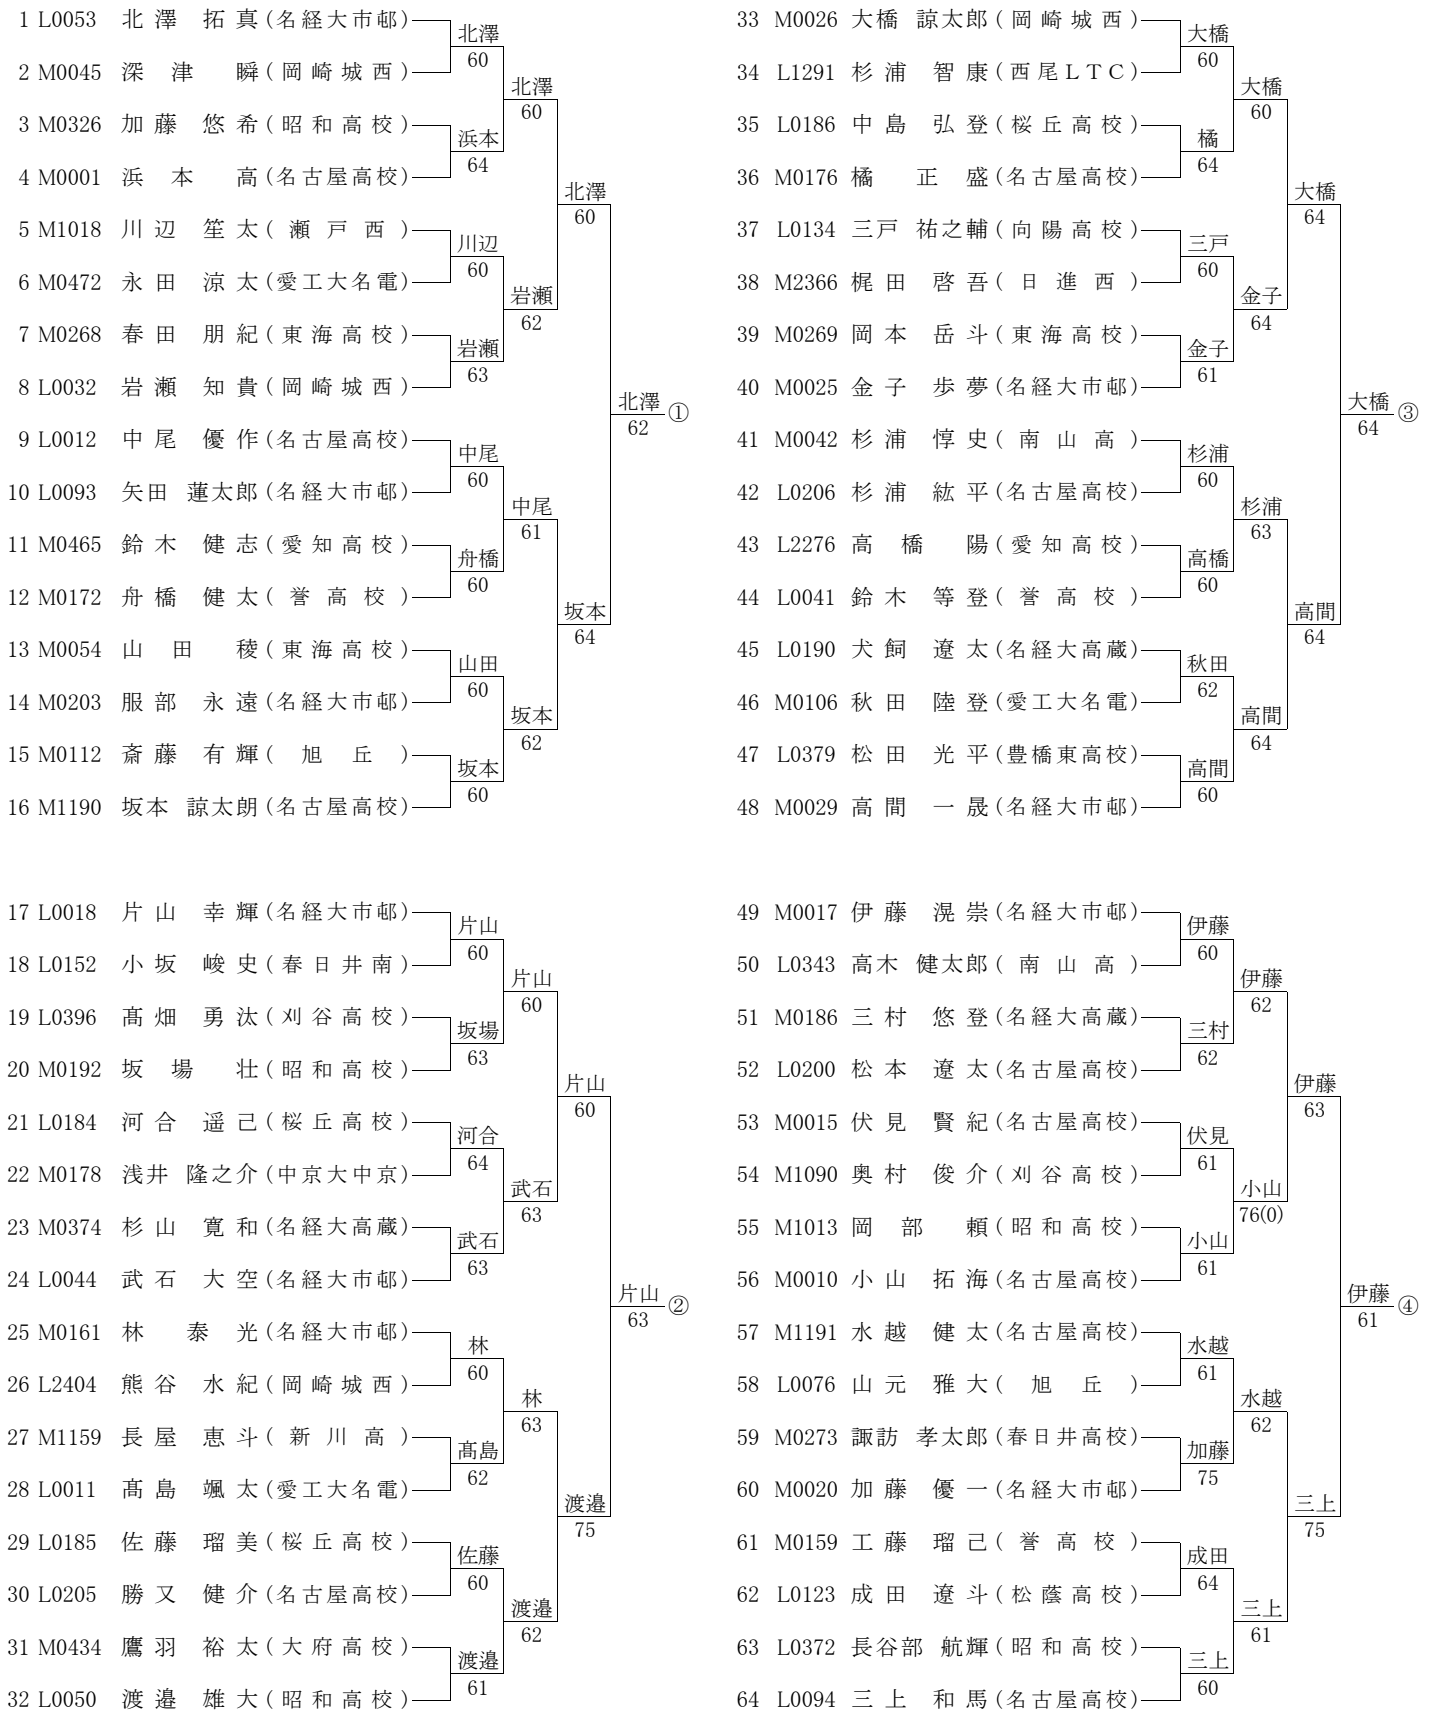 1 L0053 北澤 拓真(名経大市邨)
北澤
60
2 M0045 深津 瞬(岡崎城西)
北澤
60
3 M0326 加藤 悠希(昭和高校)
浜本
64
4 M0001 浜本 高(名古屋高校)
北澤
60
5 M1018 川辺 笙太(瀬戸西)
川辺
60
6 M0472 永田 涼太(愛工大名電)
岩瀬
62
7 M0268 春田 朋紀(東海高校)
岩瀬
63
8 L0032 岩瀬 知貴(岡崎城西)
北澤 ①
62
9 L0012 中尾 優作(名古屋高校)
中尾
60
10 L0093 矢田 蓮太郎(名経大市邨)
中尾
61
11 M0465 鈴木 健志(愛知高校)
舟橋
60
12 M0172 舟橋 健太(誉高校)
坂本
64
13 M0054 山田 稜(東海高校)
山田
60
14 M0203 服部 永遠(名経大市邨)
坂本
62
15 M0112 斎藤 有輝(旭丘)
坂本
60
16 M1190 坂本 諒太朗(名古屋高校)
17 L0018 片山 幸輝(名経大市邨)
片山
60
18 L0152 小坂 峻史(春日井南)
片山
60
19 L0396 髙畑 勇汰(刈谷高校)
坂場
63
20 M0192 坂場 壮(昭和高校)
片山
60
21 L0184 河合 遥己(桜丘高校)
河合
64
22 M0178 浅井 隆之介(中京大中京)
武石
63
23 M0374 杉山 寛和(名経大高蔵)
武石
63
24 L0044 武石 大空(名経大市邨)
片山 ②
63
25 M0161 林 泰光(名経大市邨)
林
60
26 L2404 熊谷 水紀(岡崎城西)
林
63
27 M1159 長屋 恵斗(新川高)
髙島
62
28 L0011 髙島 颯太(愛工大名電)
渡邉
75
29 L0185 佐藤 瑠美(桜丘高校)
佐藤
60
30 L0205 勝又 健介(名古屋高校)
渡邉
62
31 M0434 鷹羽 裕太(大府高校)
渡邉
61
32 L0050 渡邉 雄大(昭和高校)
33 M0026 大橋 諒太郎(岡崎城西)
大橋
60
34 L1291 杉浦 智康(西尾LTC)
大橋
60
35 L0186 中島 弘登(桜丘高校)
橘
64
36 M0176 橘 正盛(名古屋高校)
大橋
64
37 L0134 三戸 祐之輔(向陽高校)
三戸
60
38 M2366 梶田 啓吾(日進西)
金子
64
39 M0269 岡本 岳斗(東海高校)
金子
61
40 M0025 金子 歩夢(名経大市邨)
大橋 ③
64
41 M0042 杉浦 惇史(南山高)
杉浦
60
42 L0206 杉浦 紘平(名古屋高校)
杉浦
63
43 L2276 高橋 陽(愛知高校)
高橋
60
44 L0041 鈴木 等登(誉高校)
高間
64
45 L0190 犬飼 遼太(名経大高蔵)
秋田
62
46 M0106 秋田 陸登(愛工大名電)
高間
64
47 L0379 松田 光平(豊橋東高校)
高間
60
48 M0029 高間 一晟(名経大市邨)
49 M0017 伊藤 滉崇(名経大市邨)
伊藤
60
50 L0343 高木 健太郎(南山高)
伊藤
62
51 M0186 三村 悠登(名経大高蔵)
三村
62
52 L0200 松本 遼太(名古屋高校)
伊藤
63
53 M0015 伏見 賢紀(名古屋高校)
伏見
61
54 M1090 奥村 俊介(刈谷高校)
小山
76(0)
55 M1013 岡部 頼(昭和高校)
小山
61
56 M0010 小山 拓海(名古屋高校)
伊藤 ④
61
57 M1191 水越 健太(名古屋高校)
水越
61
58 L0076 山元 雅大(旭丘)
水越
62
59 M0273 諏訪 孝太郎(春日井高校)
加藤
75
60 M0020 加藤 優一(名経大市邨)
三上
75
61 M0159 工藤 瑠己(誉高校)
成田
64
62 L0123 成田 遼斗(松蔭高校)
三上
61
63 L0372 長谷部 航輝(昭和高校)
三上
60
64 L0094 三上 和馬(名古屋高校)